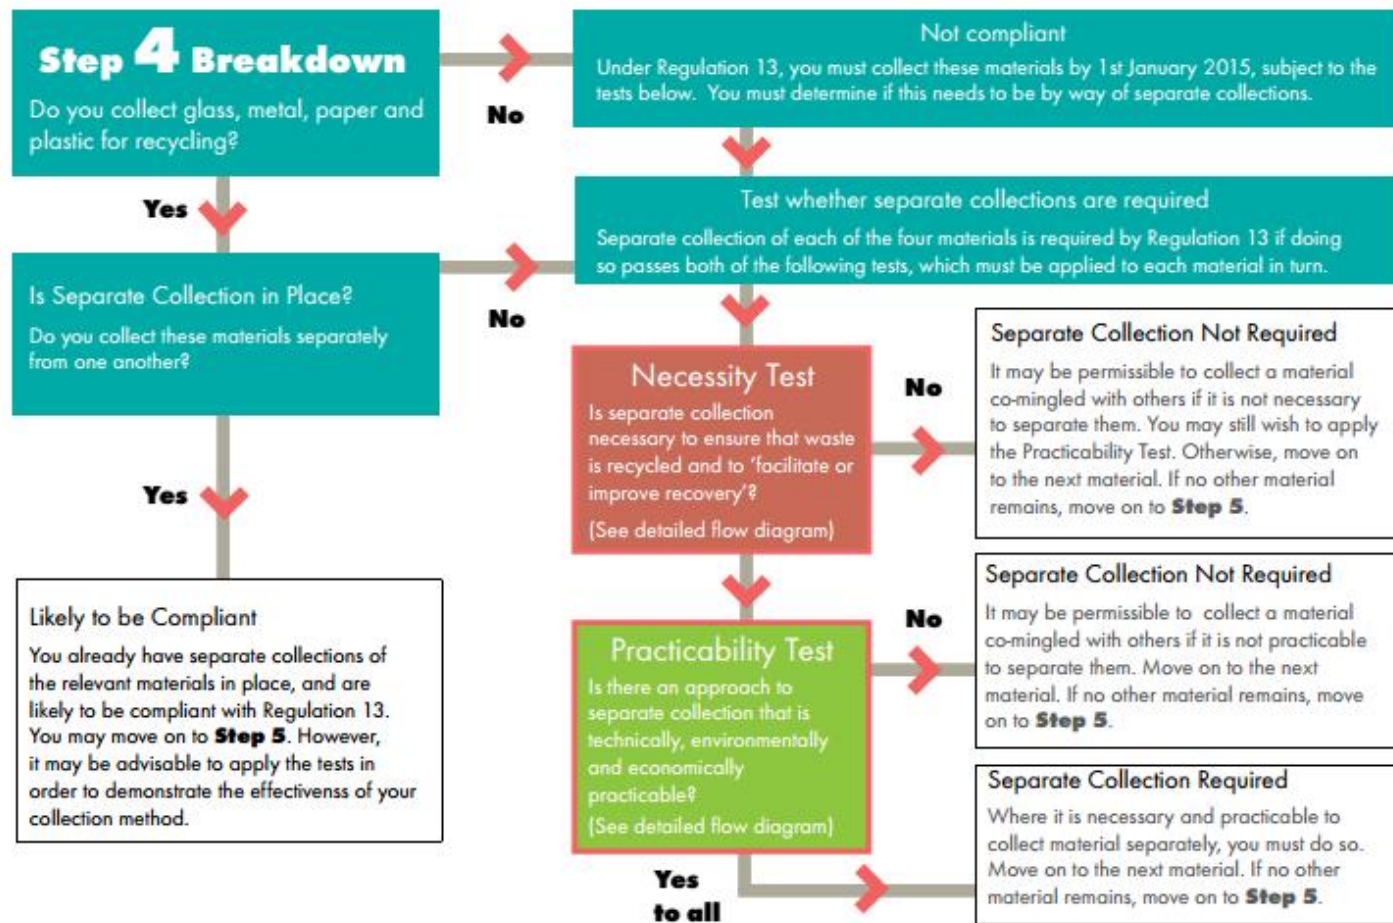 Step 4 Breakdown
Do you collect glass, metal, paper and
plastic for recycling?
No
Not compliant
Under Regulation 13, you must collect these materials by 1st January 2015, subject to the
tests below. You must determine if this needs to be by way of separate collections.
Yes
Test whether separate collections are required
Separate collection of each of the four materials is required by Regulation 13 if doing
so passes both of the following tests, which must be applied to each material in turn.
Is Separate Collection in Place?
Do you collect these materials separately
from one another?
No
Necessity Test
Is separate collection
necessary to ensure that waste
is recycled and to ‘facilitate or
improve recovery’?
(See detailed flow diagram)
No
Separate Collection Not Required
It may be permissible to collect a material
co-mingled with others if it is not necessary
to separate them. You may still wish to apply
the Practicability Test. Otherwise, move on
to the next material. If no other material
remains, move on to Step 5.
Yes
Likely to be Compliant
You already have separate collections of
the relevant materials in place, and are
likely to be compliant with Regulation 13.
You may move on to Step 5. However,
it may be advisable to apply the tests in
order to demonstrate the effectivenss of your
collection method.
Practicability Test
Is there an approach to
separate collection that is
technically, environmentally
and economically
practicable?
(See detailed flow diagram)
No
Separate Collection Not Required
It may be permissible to collect a material
co-mingled with others if it is not practicable
to separate them. Move on to the next
material. If no other material remains, move
on to Step 5.
Yes
to all
Separate Collection Required
Where it is necessary and practicable to
collect material separately, you must do so.
Move on to the next material. If no other
material remains, move on to Step 5.